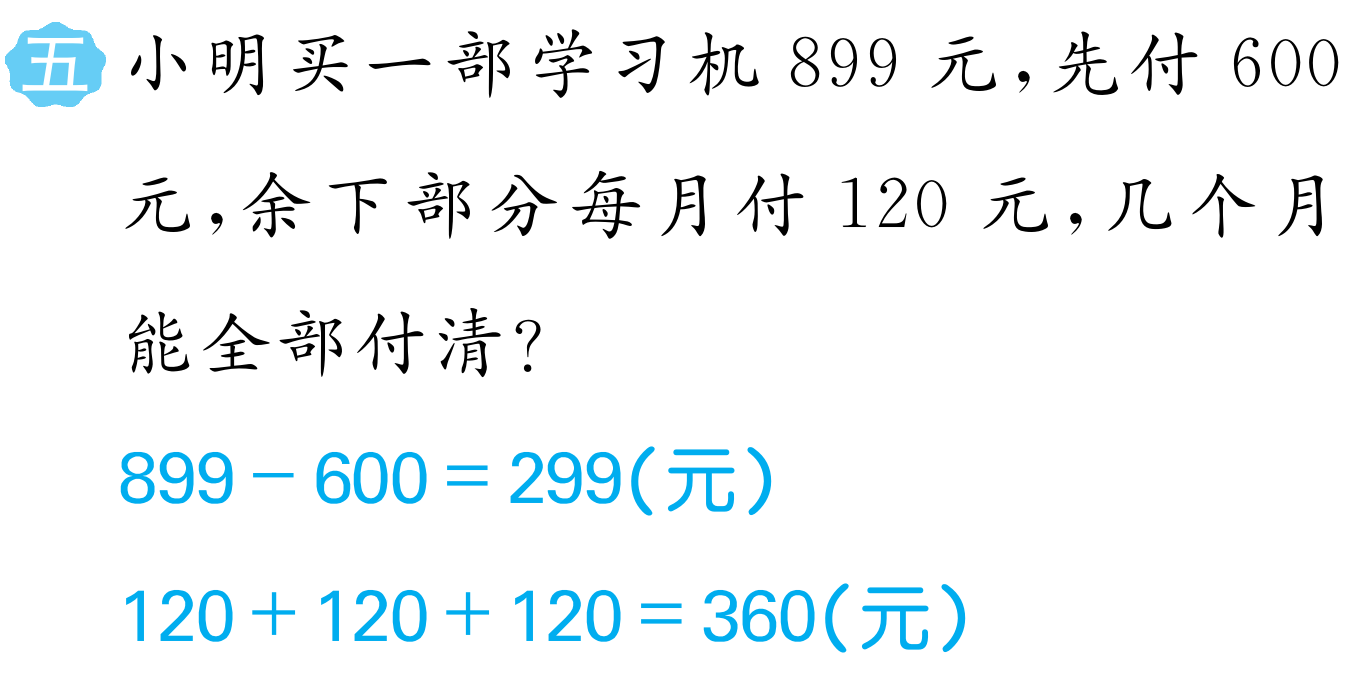 五 小明买一部学习机 899 元,先付 600
元,余下部分每月付 120 元,几个月
能全部付清?
899-600=299(元)
120+120+120=360(元)